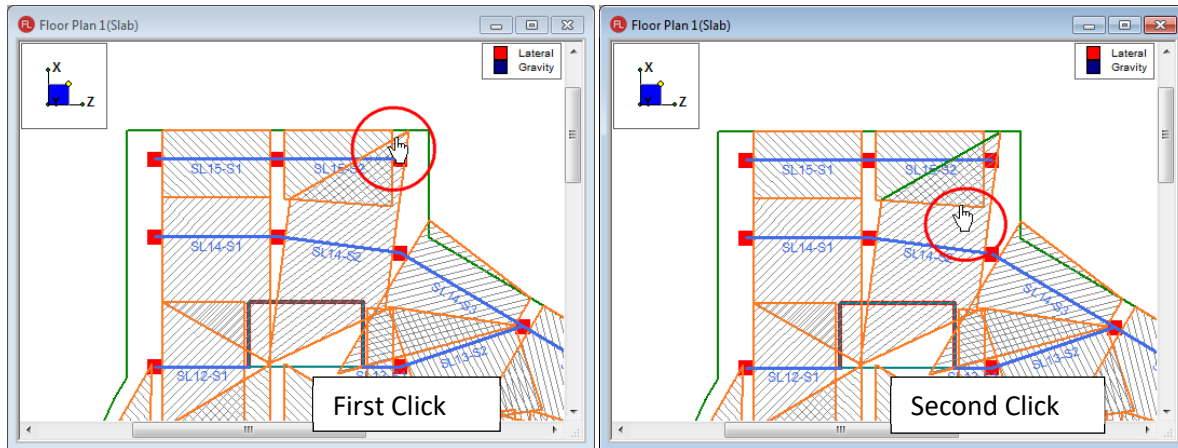 FL Floor Plan 1(Slab)
Lateral
Gravity
X
Y
Z
SL15-S1
SL15-S2
SL14-S1
SL14-S2
SL14-S3
SL13-S2
SL12-S1
First Click
FL Floor Plan 1(Slab)
Lateral
Gravity
X
Y
Z
SL15-S1
SL15-S2
SL14-S1
SL14-S2
SL14-S3
SL13-S2
SL12-S1
Second Click